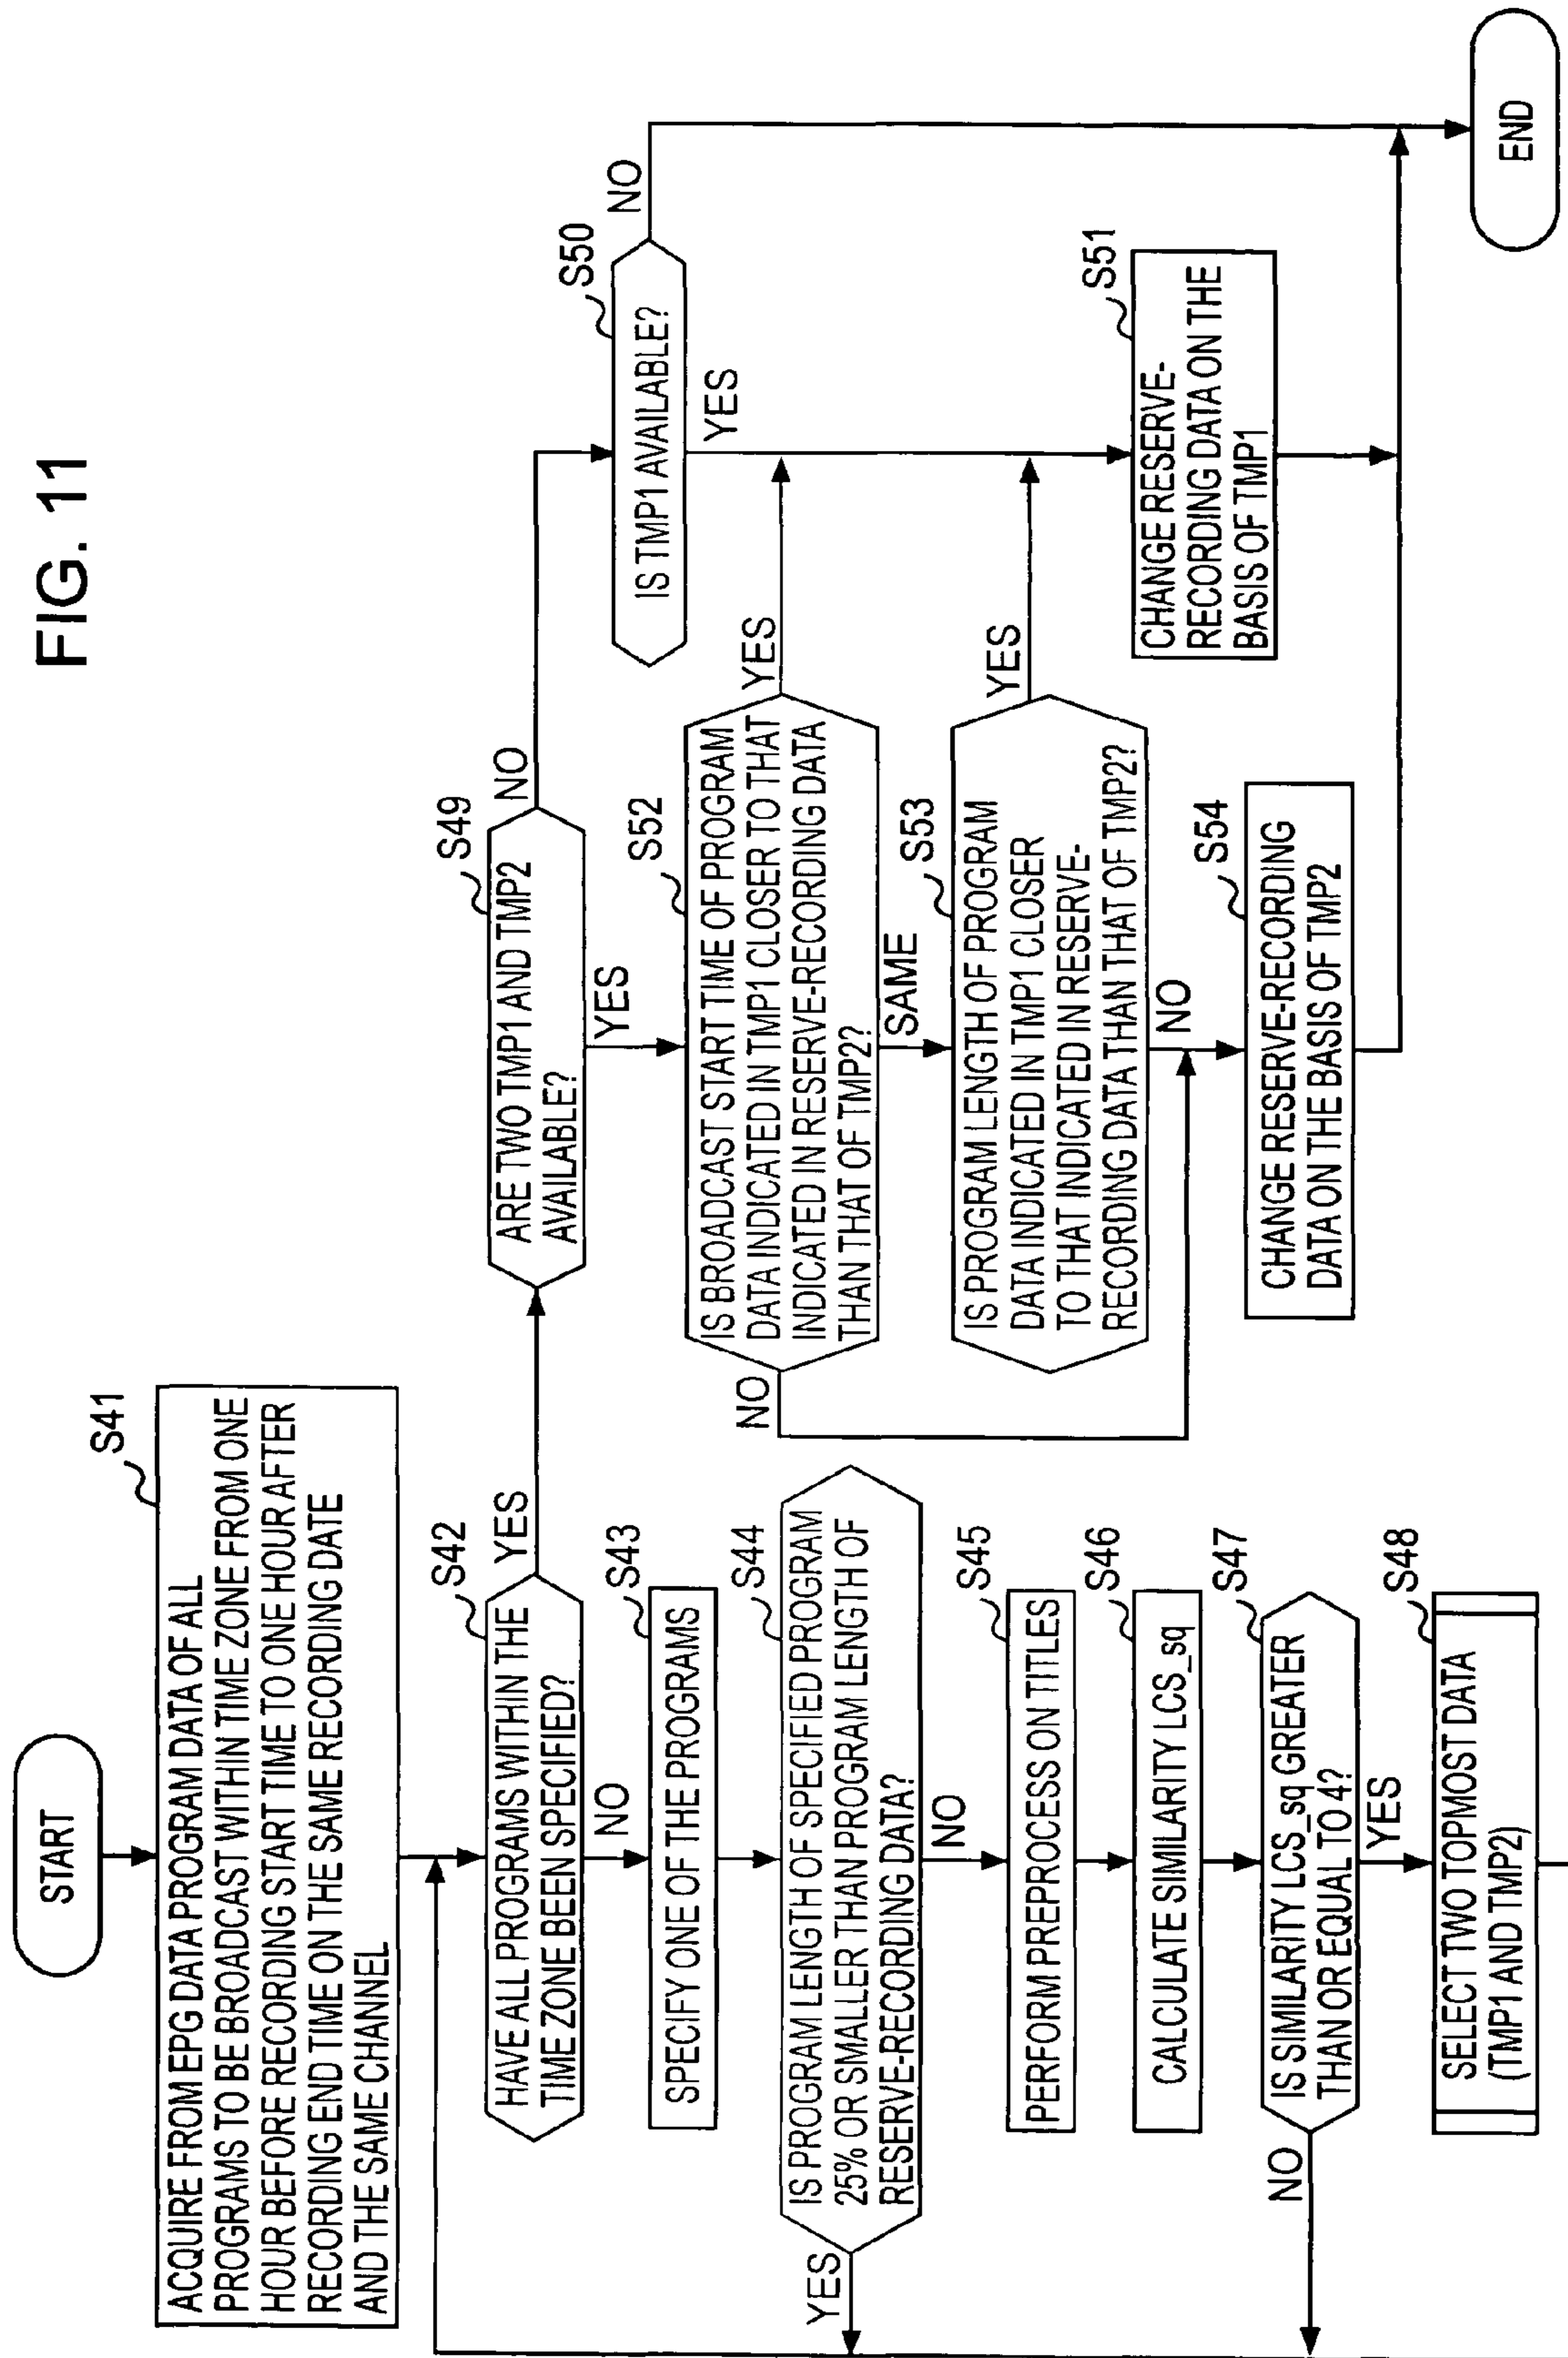 FIG. 11
START
S41
ACQUIRE FROM EPG DATA PROGRAM DATA OF ALL
PROGRAMS TO BE BROADCAST WITHIN TIME ZONE FROM ONE
HOUR BEFORE RECORDING START TIME TO ONE HOUR AFTER
RECORDING END TIME ON THE SAME RECORDING DATE
AND THE SAME CHANNEL
S42
HAVE ALL PROGRAMS WITHIN THE
TIME ZONE BEEN SPECIFIED?
YES
NO
S43
SPECIFY ONE OF THE PROGRAMS
S44
IS PROGRAM LENGTH OF SPECIFIED PROGRAM
25% OR SMALLER THAN PROGRAM LENGTH OF
RESERVE-RECORDING DATA?
YES
NO
S45
PERFORM PREPROCESS ON TITLES
S46
CALCULATE SIMILARITY LCS_sq
S47
IS SIMILARITY LCS_sq GREATER
THAN OR EQUAL TO 4?
NO
YES
S48
SELECT TWO TOPMOST DATA
(TMP1 AND TMP2)
S49
ARE TWO TMP1 AND TMP2
AVAILABLE?
NO
YES
S50
IS TMP1 AVAILABLE?
NO
YES
S52
IS BROADCAST START TIME OF PROGRAM
DATA INDICATED IN TMP1 CLOSER TO THAT
INDICATED IN RESERVE-RECORDING DATA
THAN THAT OF TMP2?
YES
NO
SAME
S53
IS PROGRAM LENGTH OF PROGRAM
DATA INDICATED IN TMP1 CLOSER
TO THAT INDICATED IN RESERVE-
RECORDING DATA THAN THAT OF TMP2?
YES
NO
S51
CHANGE RESERVE-
RECORDING DATA ON THE
BASIS OF TMP1
S54
CHANGE RESERVE-RECORDING
DATA ON THE BASIS OF TMP2
END